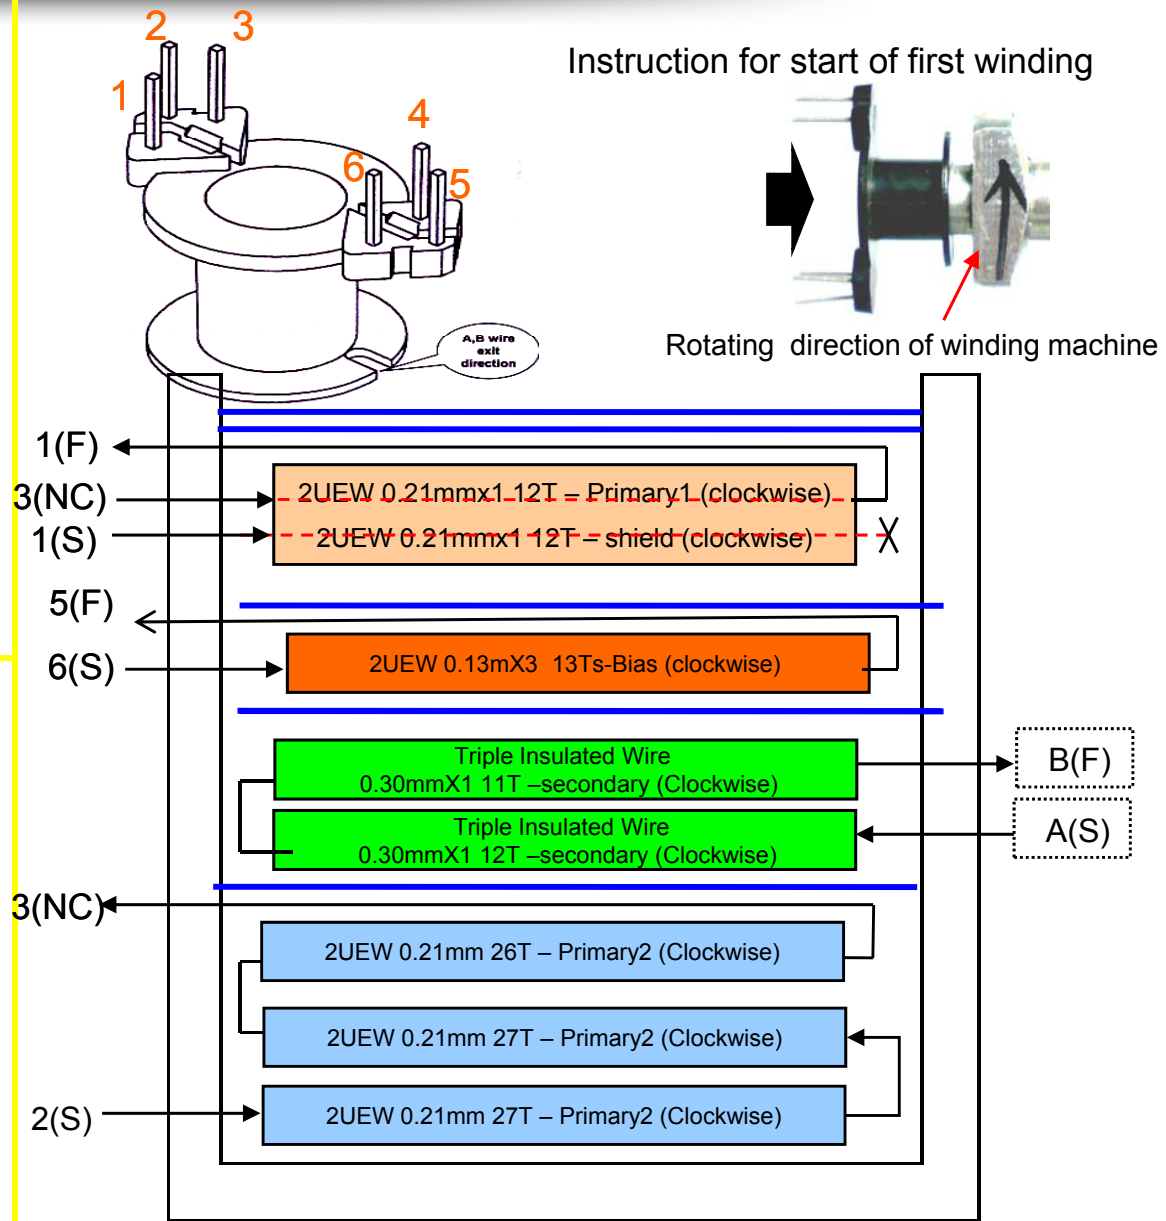 2
3
Instruction for start of first winding
1
4
6
5
A,B wire
exit
direction
Rotating direction of winding machine
1(F)
3(NC)
2UEW 0.21mmx1 12T – Primary1 (clockwise)
1(S)
2UEW 0.21mmx1 12T – shield (clockwise)
X
5(F)
6(S)
2UEW 0.13mX3 13Ts-Bias (clockwise)
Triple Insulated Wire
0.30mmX1 11T –secondary (Clockwise)
B(F)
Triple Insulated Wire
0.30mmX1 12T –secondary (Clockwise)
A(S)
3(NC)
2UEW 0.21mm 26T – Primary2 (Clockwise)
2UEW 0.21mm 27T – Primary2 (Clockwise)
2(S)
2UEW 0.21mm 27T – Primary2 (Clockwise)